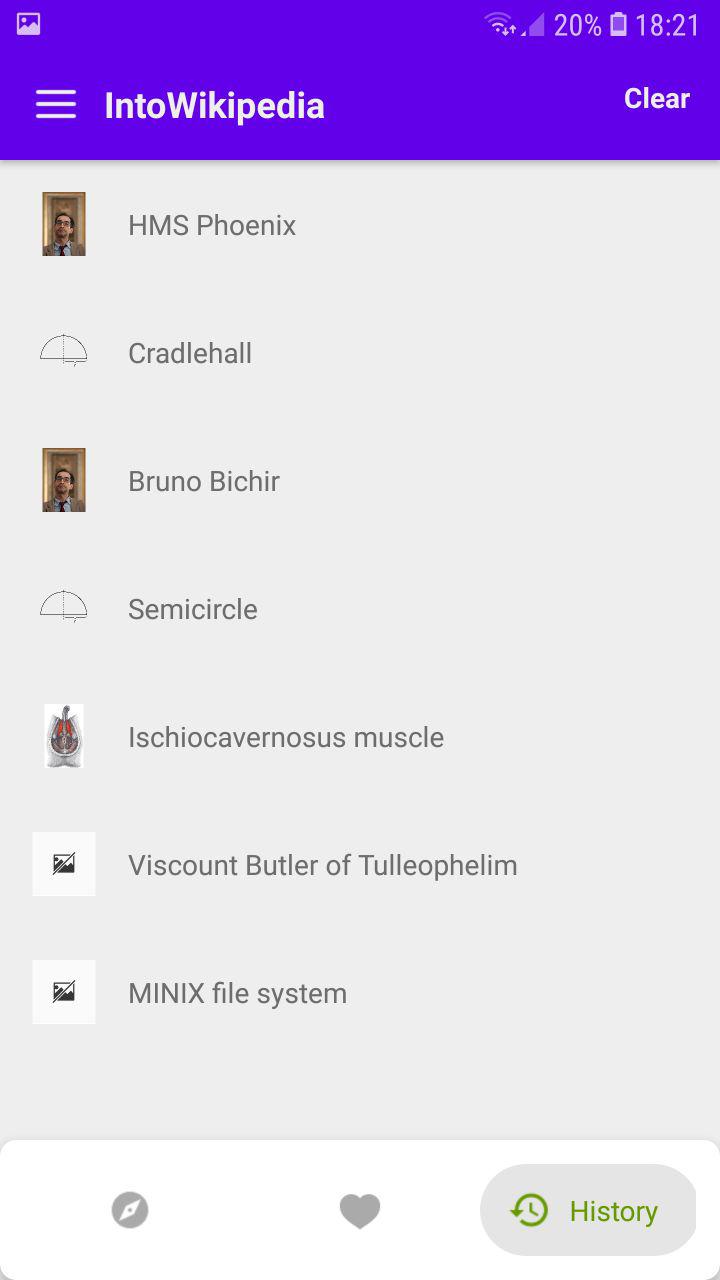 20% 18:21
IntoWikipedia
Clear
HMS Phoenix
Cradlehall
Bruno Bichir
Semicircle
Ischiocavernosus muscle
Viscount Butler of Tulleophelim
MINIX file system
History